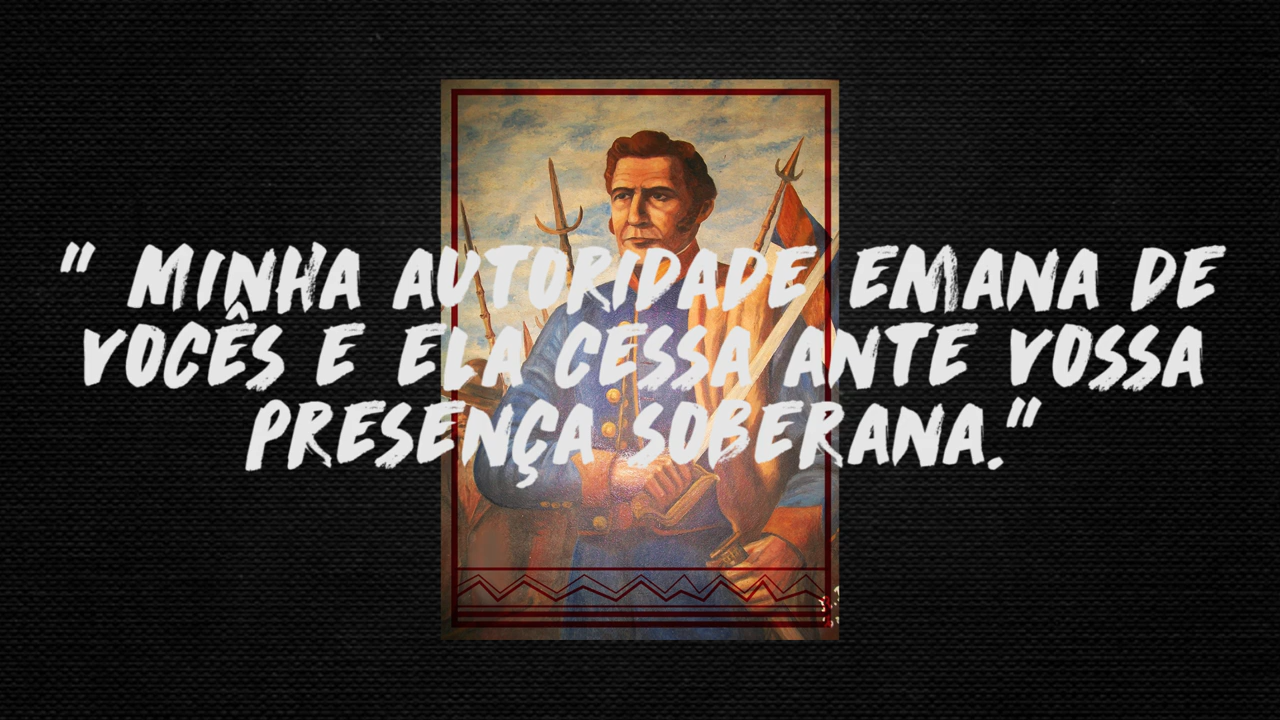 " MINHA AUTORIDADE EMANA DE
VOCÊS E ELA CESSA ANTE VOSSA
PRESENÇA SOBERANA."